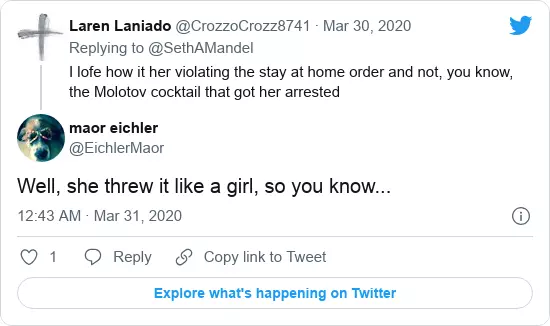 Laren Laniado @CrozzoCrozz8741 · Mar 30, 2020
Replying to @SethAMandel
I lofe how it her violating the stay at home order and not, you know,
the Molotov cocktail that got her arrested
maor eichler
@EichlerMaor
Well, she threw it like a girl, so you know...
12:43 AM · Mar 31, 2020
1 Reply Copy link to Tweet
Explore what's happening on Twitter